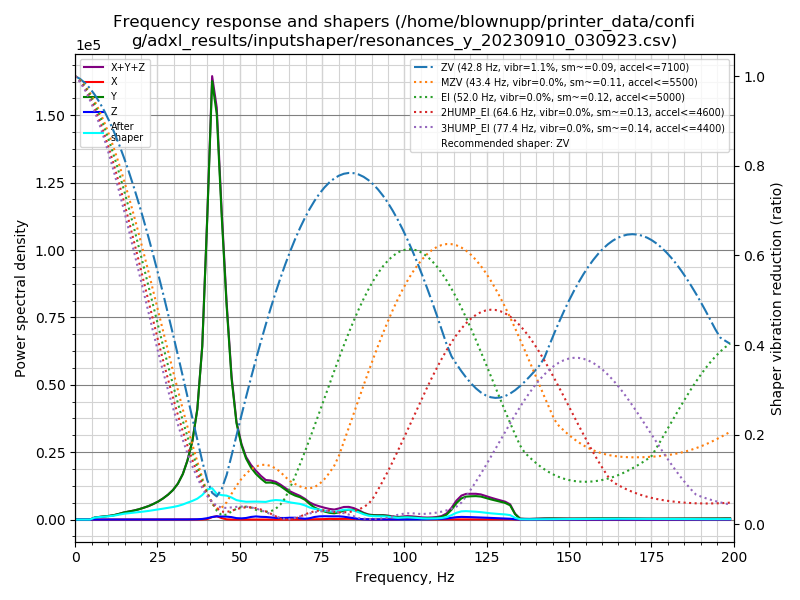 Frequency response and shapers (/home/blownupp/printer_data/confi
g/adxl_results/inputshaper/resonances_y_20230910_030923.csv)
1e5
X+Y+Z
X
Y
Z
After
shaper
ZV (42.8 Hz, vibr=1.1%, sm~=0.09, accel<=7100)
MZV (43.4 Hz, vibr=0.0%, sm~=0.11, accel<=5500)
EI (52.0 Hz, vibr=0.0%, sm~=0.12, accel<=5000)
2HUMP_EI (64.6 Hz, vibr=0.0%, sm~=0.13, accel<=4600)
3HUMP_EI (77.4 Hz, vibr=0.0%, sm~=0.14, accel<=4400)
Recommended shaper: ZV
Power spectral density
1.50
1.25
1.00
0.75
0.50
0.25
0.00
1.0
0.8
0.6
0.4
0.2
0.0
Shaper vibration reduction (ratio)
0
25
50
75
100
125
150
175
200
Frequency, Hz